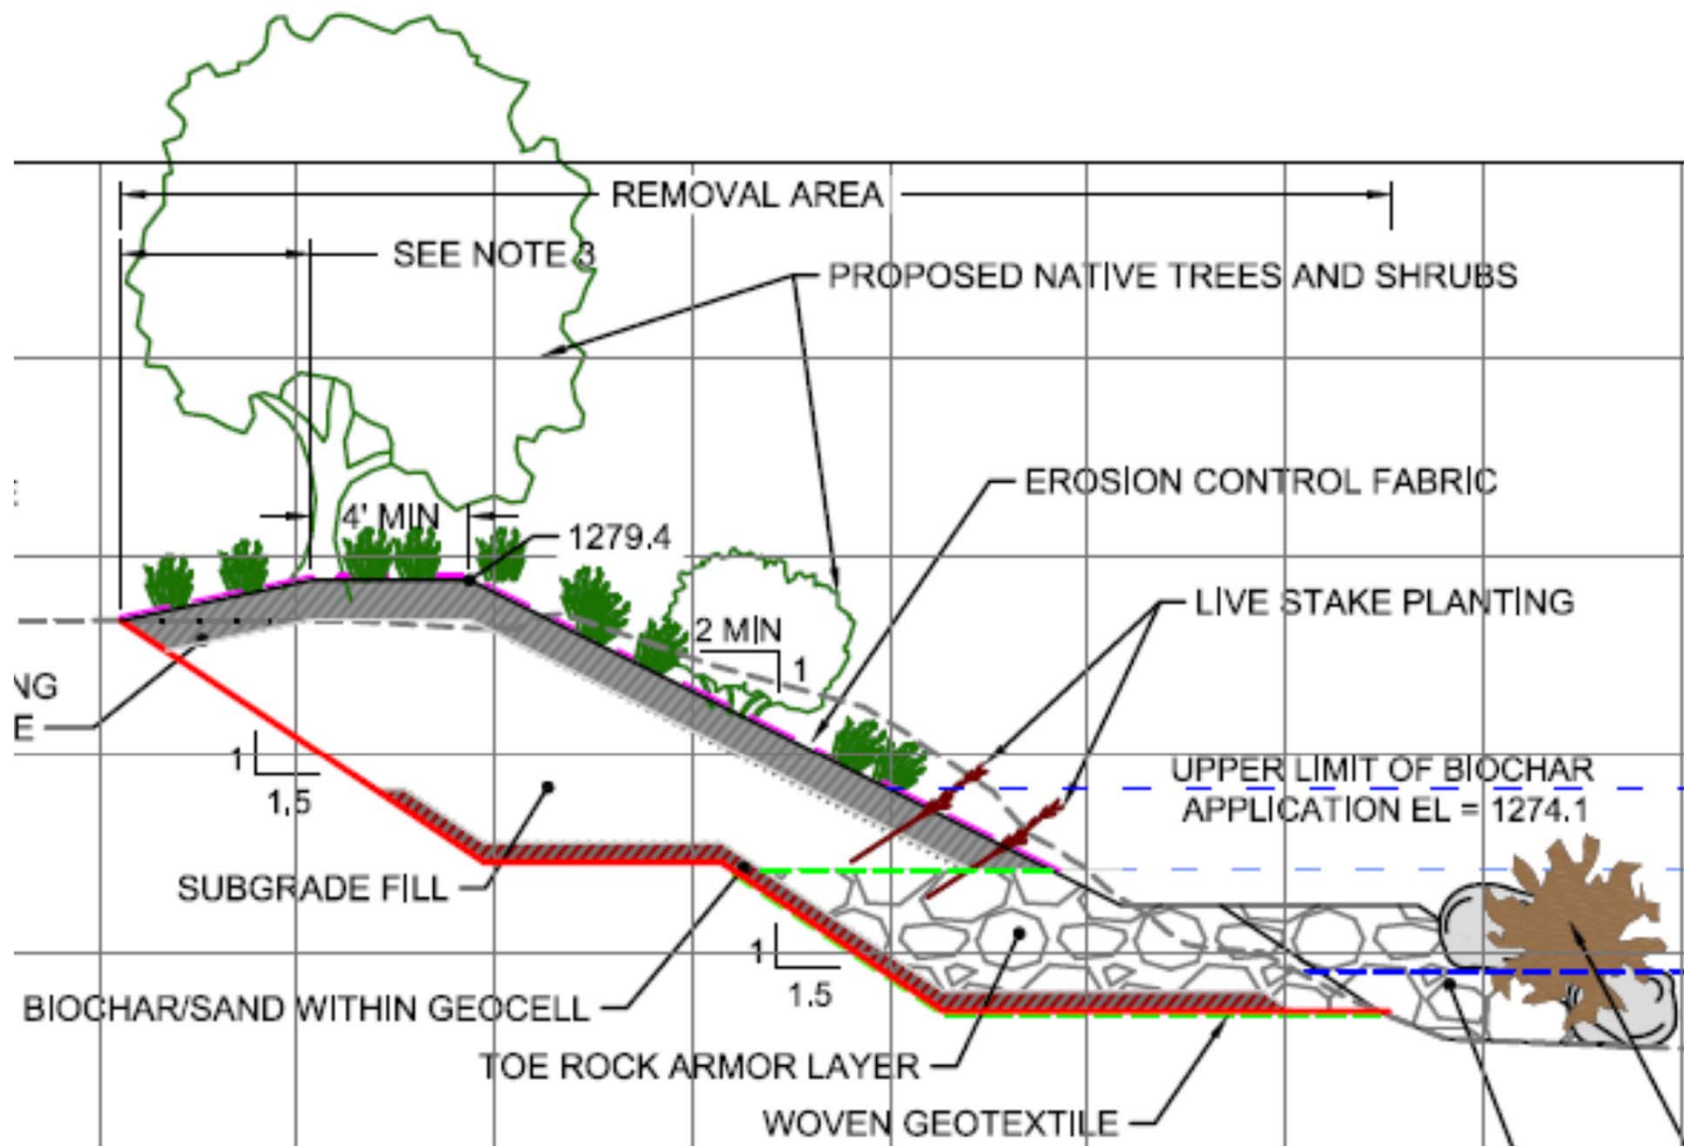 REMOVAL AREA
SEE NOTE 3
PROPOSED NATIVE TREES AND SHRUBS
EROSION CONTROL FABRIC
4' MIN
1279.4
LIVE STAKE PLANTING
2 MIN
1
NG
E
1
1.5
UPPER LIMIT OF BIOCHAR
APPLICATION EL = 1274.1
SUBGRADE FILL
1
1.5
BIOCHAR/SAND WITHIN GEOCELL
TOE ROCK ARMOR LAYER
WOVEN GEOTEXTILE